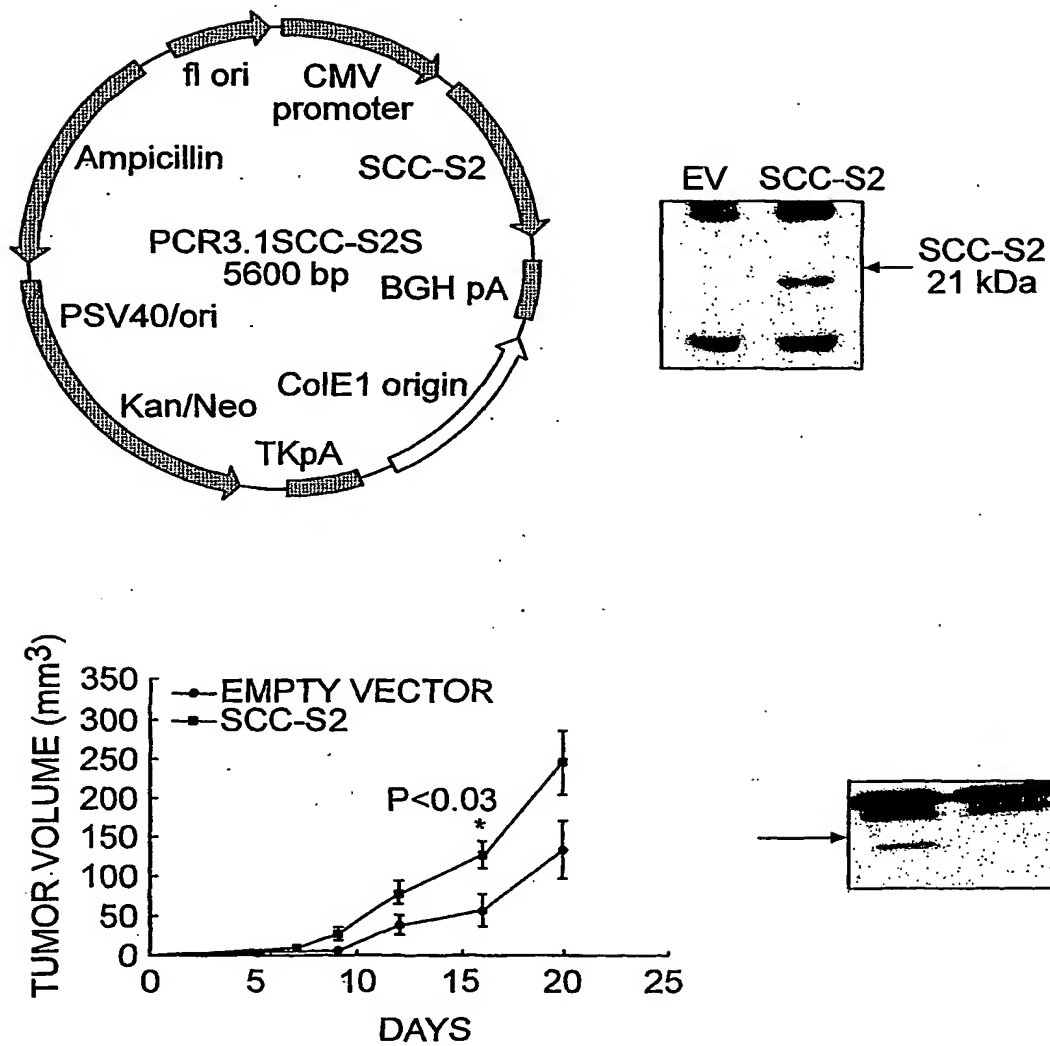 fl ori
CMV
promoter
Ampicillin
SCC-S2
PCR3.1SCC-S2S
5600 bp
BGH pA
PSV40/ori
ColE1 origin
Kan/Neo
TKpA
EV SCC-S2
SCC-S2
21 kDa
TUMOR VOLUME (mm3)
350
300
250
200
150
100
50
0
EMPTY VECTOR
SCC-S2
P<0.03
*
0 5 10 15 20 25
DAYS